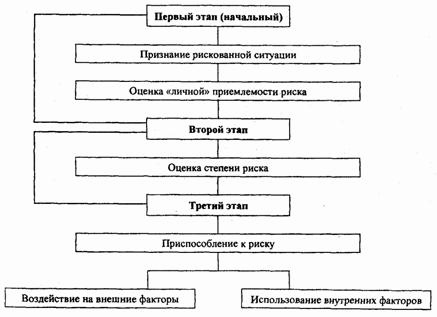 Первый этап (начальный)
Признание рискованной ситуации
Оценка «личной» приемлемости риска
Второй этап
Оценка степени риска
Третий этап
Приспособление к риску
Воздействие на внешние факторы
Использование внутренних факторов